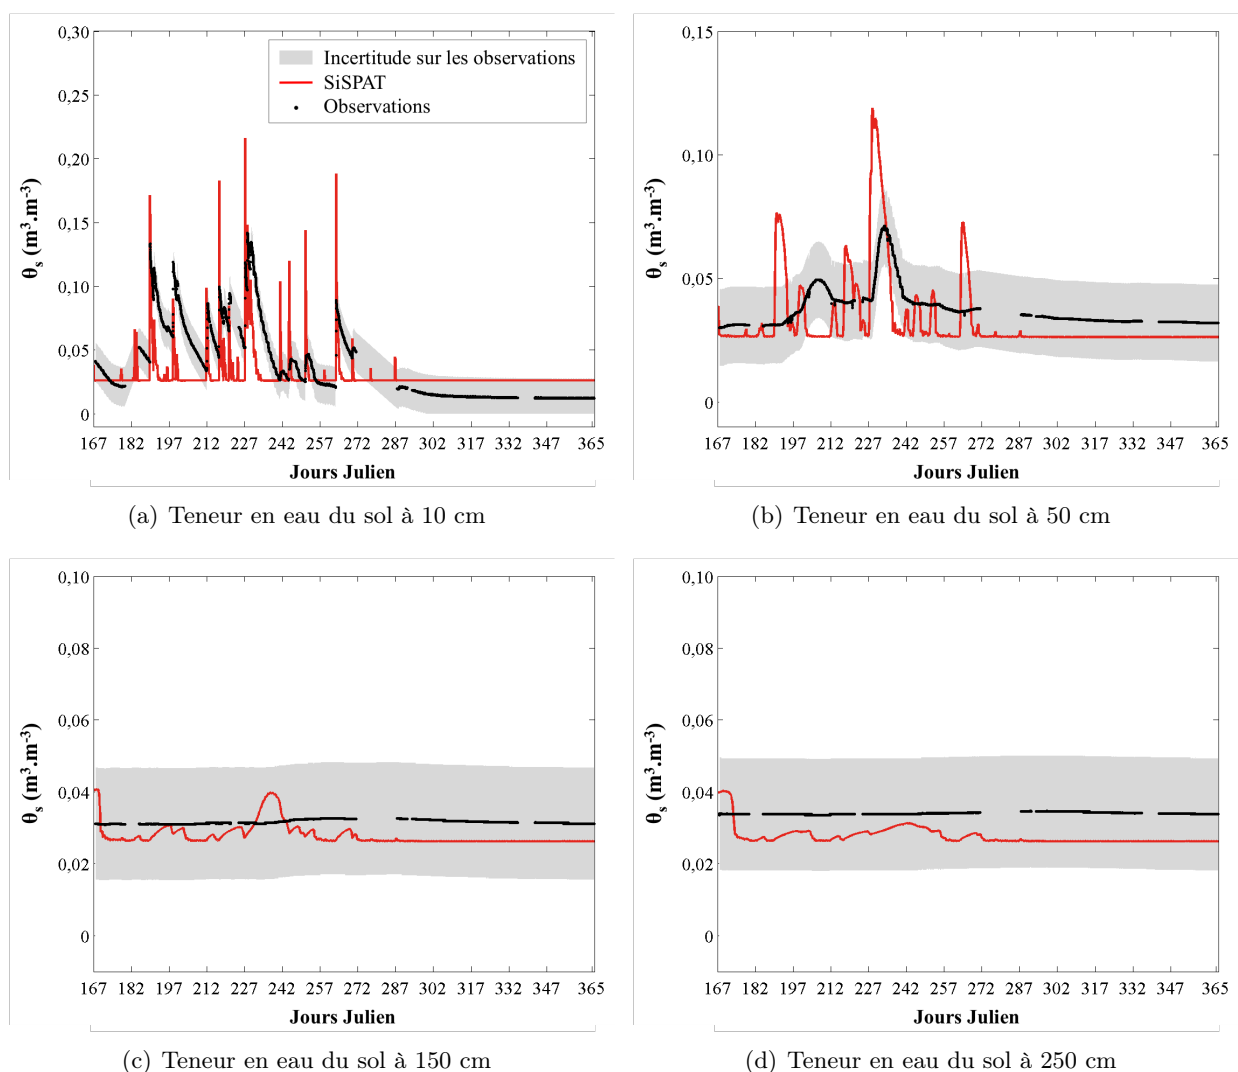 0,30
0,25
0,20
0,15
0,10
0,05
0
θs (m³.m⁻³)
Incertitude sur les observations
SiSPAT
Observations
167 182 197 212 227 242 257 272 287 302 317 332 347 365
Jours Julien
(a) Teneur en eau du sol à 10 cm
0,15
0,10
0,05
0
θs (m³.m⁻³)
167 182 197 212 227 242 257 272 287 302 317 332 347 365
Jours Julien
(b) Teneur en eau du sol à 50 cm
0,10
0,08
0,06
0,04
0,02
0
θs (m³.m⁻³)
167 182 197 212 227 242 257 272 287 302 317 332 347 365
Jours Julien
(c) Teneur en eau du sol à 150 cm
0,10
0,08
0,06
0,04
0,02
0
θs (m³.m⁻³)
167 182 197 212 227 242 257 272 287 302 317 332 347 365
Jours Julien
(d) Teneur en eau du sol à 250 cm